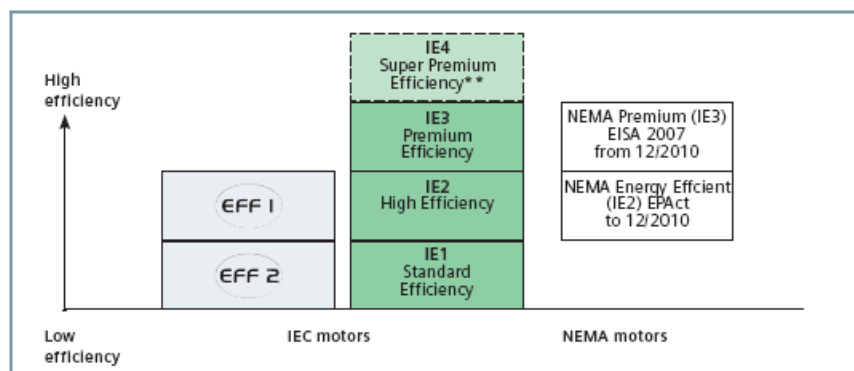 High
efficiency
IE4
Super Premium
Efficiency**
IE3
Premium
Efficiency
NEMA Premium (IE3)
EISA 2007
from 12/2010
EFF 1
IE2
High Efficiency
NEMA Energy Effcient
(IE2) EPAct
to 12/2010
EFF 2
IE1
Standard
Efficiency
Low
efficiency
IEC motors
NEMA motors